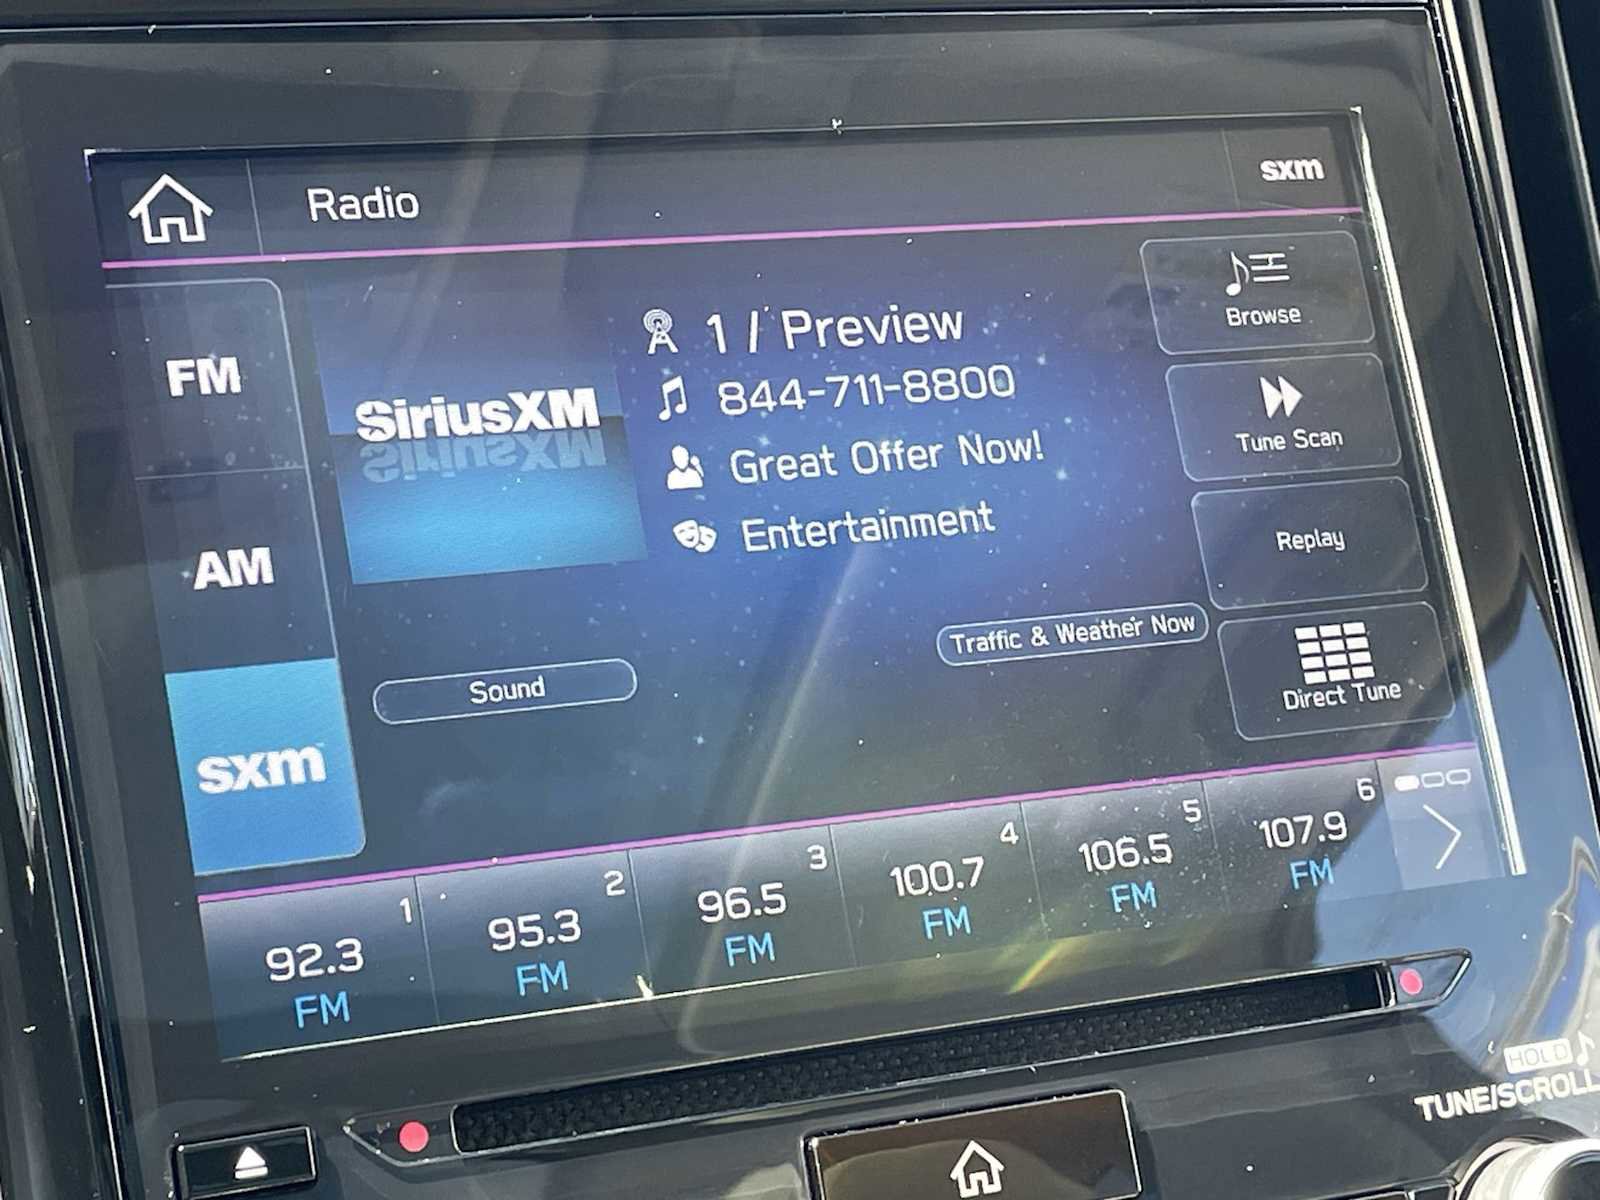 Radio
sxm
FM
AM
sxm
SiriusXM
1 / Preview
844-711-8800
Great Offer Now!
Entertainment
Browse
Tune Scan
Replay
Direct Tune
Traffic & Weather Now
Sound
1
92.3
FM
2
95.3
FM
3
96.5
FM
4
100.7
FM
5
106.5
FM
6
107.9
FM
HOLD
TUNE/SCROLL